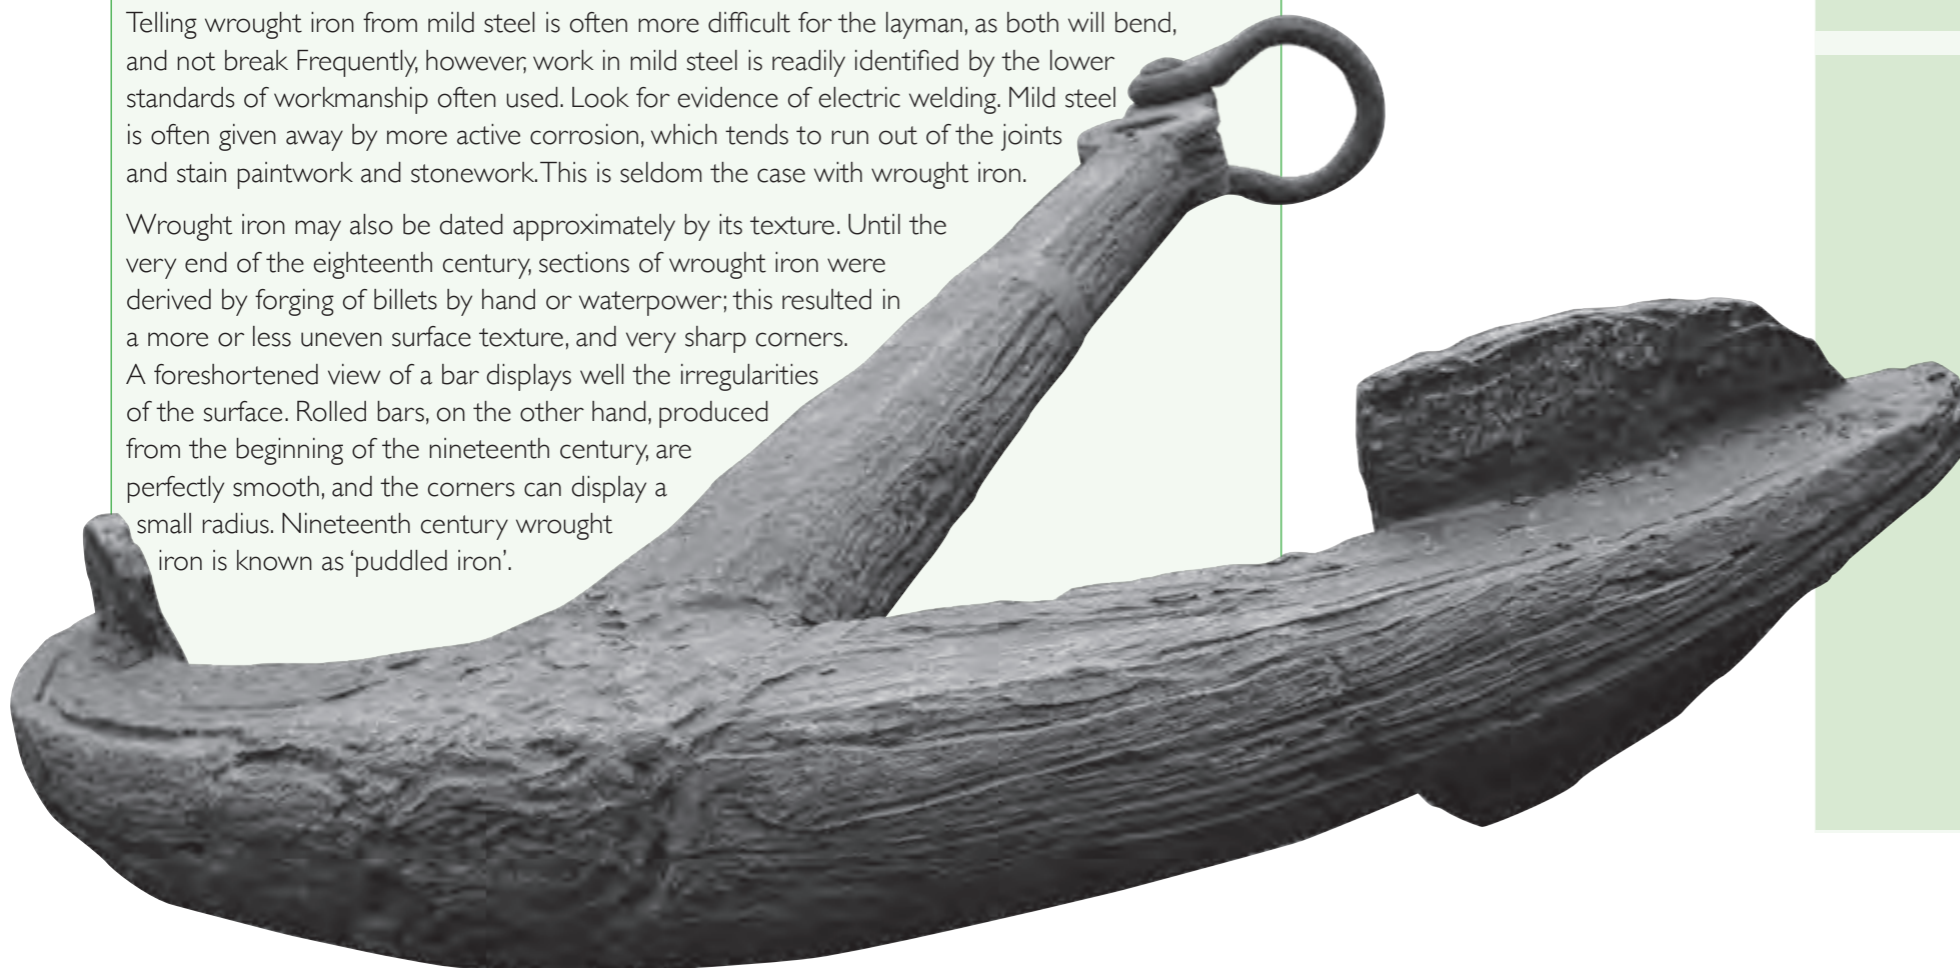 Telling wrought iron from mild steel is often more difficult for the layman, as both will bend,
and not break Frequently, however, work in mild steel is readily identified by the lower
standards of workmanship often used. Look for evidence of electric welding. Mild steel
is often given away by more active corrosion, which tends to run out of the joints
and stain paintwork and stonework.This is seldom the case with wrought iron.
Wrought iron may also be dated approximately by its texture. Until the
very end of the eighteenth century, sections of wrought iron were
derived by forging of billets by hand or waterpower; this resulted in
a more or less uneven surface texture, and very sharp corners.
A foreshortened view of a bar displays well the irregularities
of the surface. Rolled bars, on the other hand, produced
from the beginning of the nineteenth century, are
perfectly smooth, and the corners can display a
small radius. Nineteenth century wrought
iron is known as ‘puddled iron’.